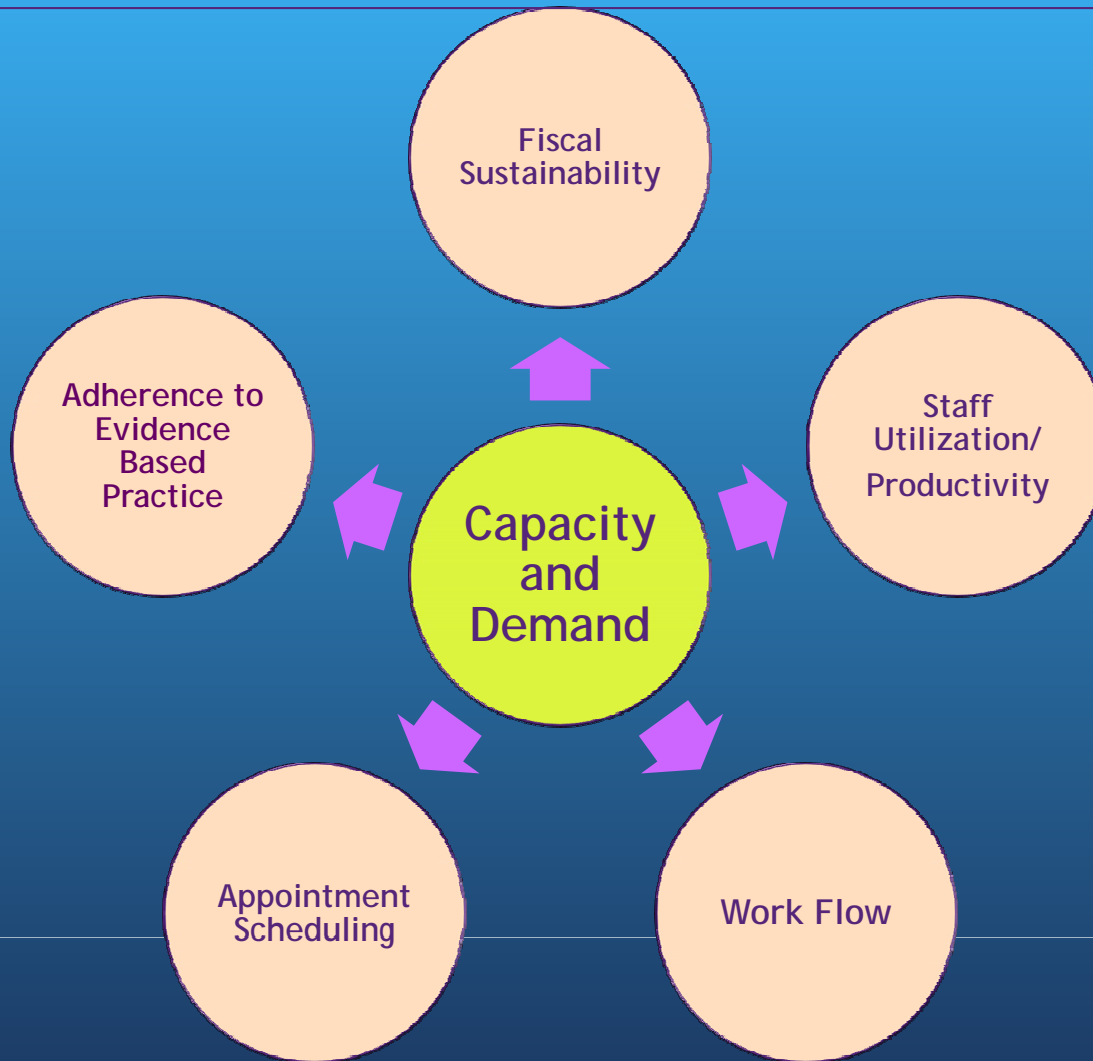 Fiscal
Sustainability
Adherence to
Evidence
Based
Practice
Staff
Utilization/
Productivity
Capacity
and
Demand
Appointment
Scheduling
Work Flow